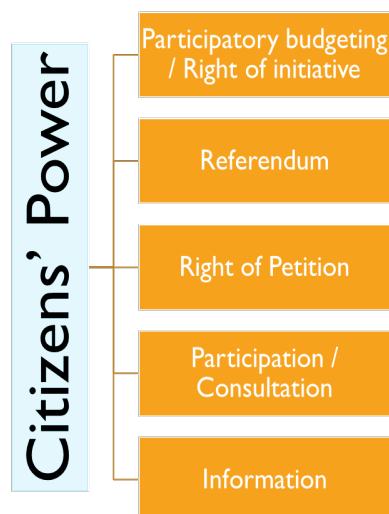 Citizens' Power
Participatory budgeting
/ Right of initiative
Referendum
Right of Petition
Participation /
Consultation
Information